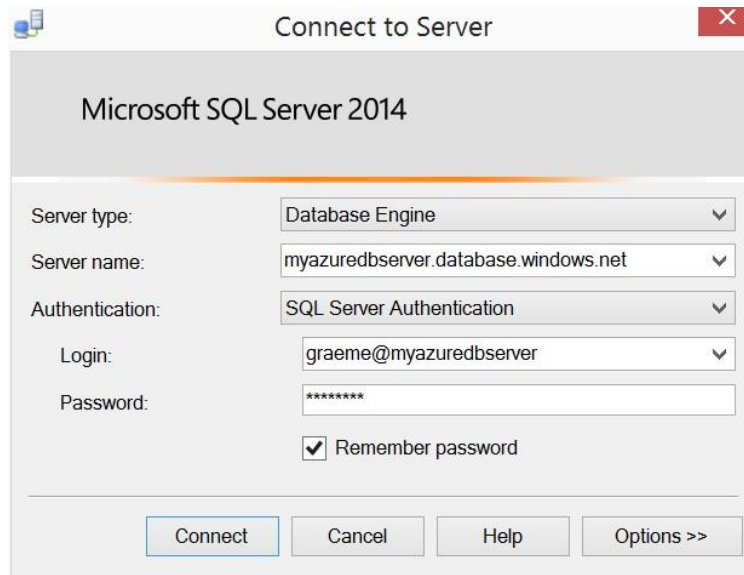 Connect to Server
Microsoft SQL Server 2014
Server type: Database Engine
Server name: myazuredbserver.database.windows.net
Authentication: SQL Server Authentication
Login: graeme@myazuredbserver
Password: ********
Remember password
Connect Cancel Help Options >>